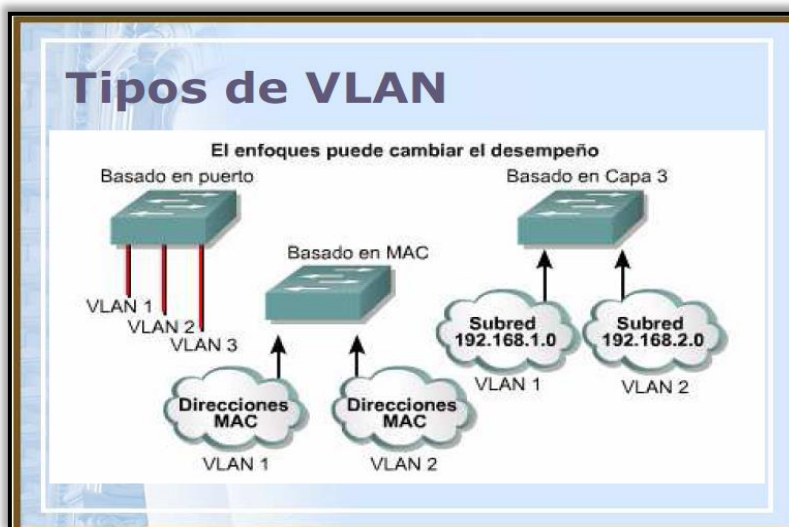 Tipos de VLAN
El enfoques puede cambiar el desempeño
Basado en puerto
VLAN 1
VLAN 2
VLAN 3
Basado en MAC
Direcciones
MAC
VLAN 1
Direcciones
MAC
VLAN 2
Basado en Capa 3
Subred
192.168.1.0
VLAN 1
Subred
192.168.2.0
VLAN 2